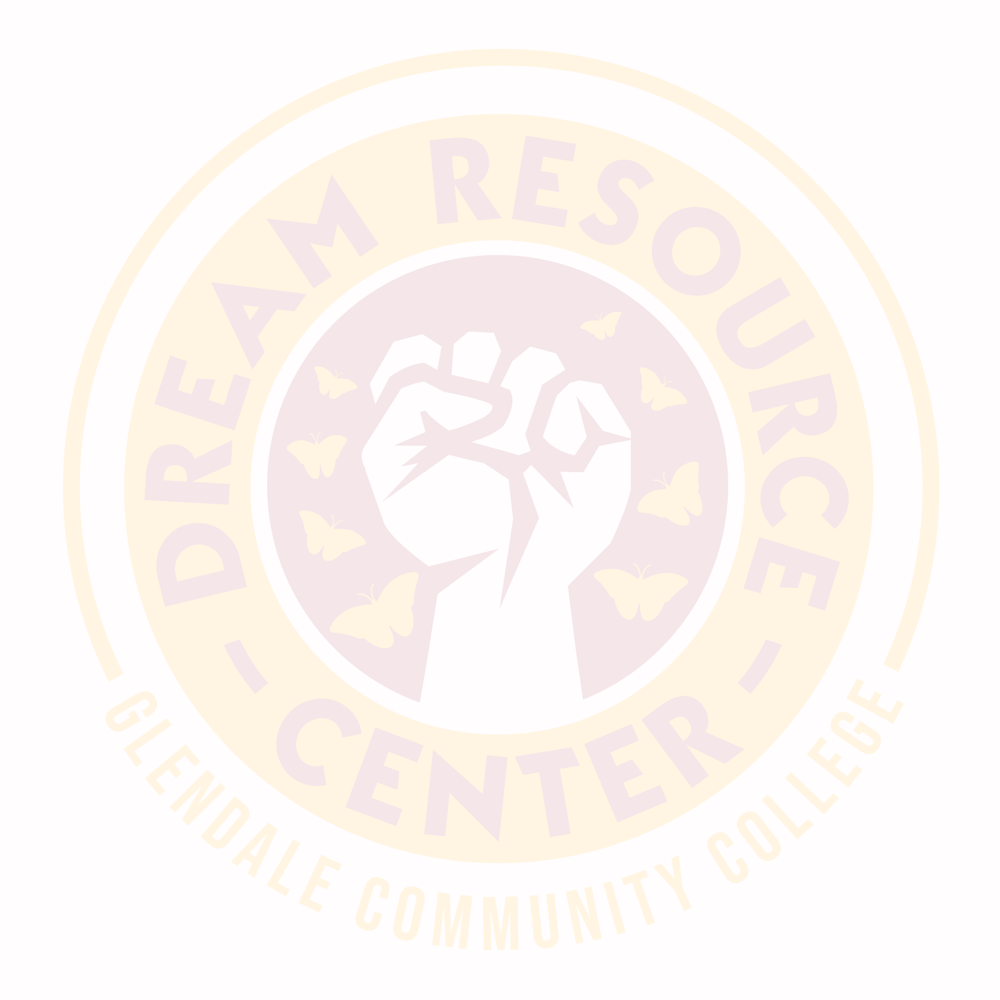 DREAM RESOURCE
– CENTER –
GLENDALE COMMUNITY COLLEGE